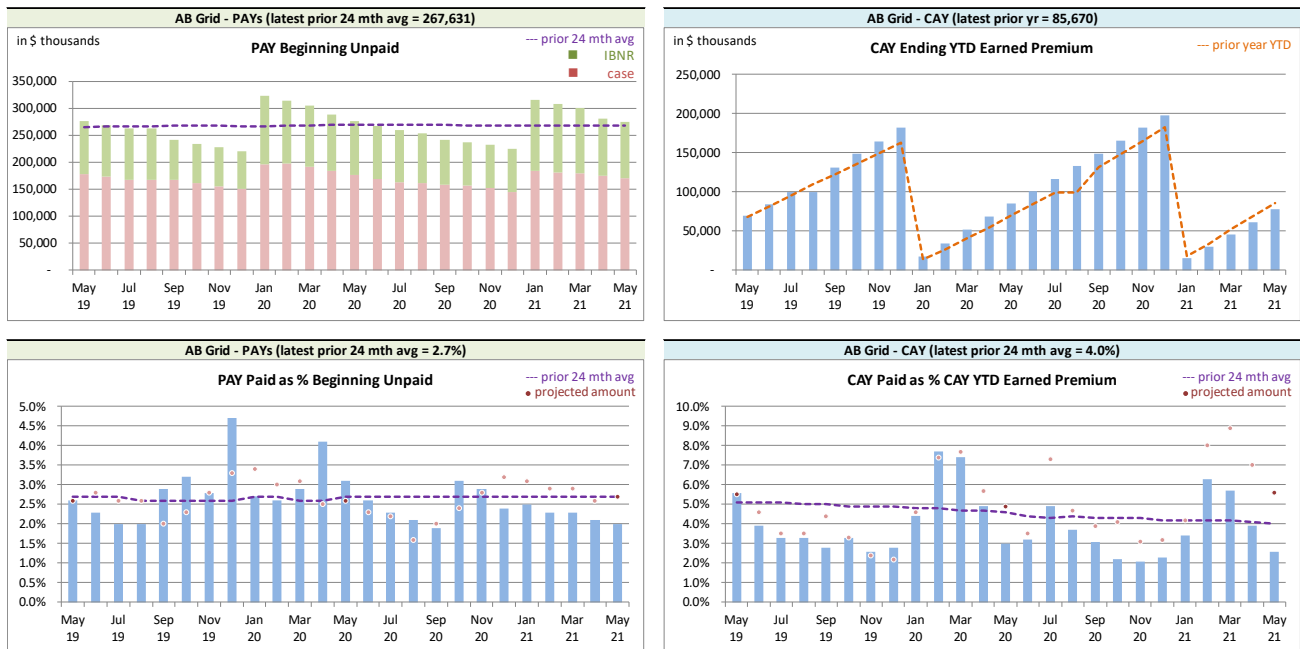 AB Grid - PAYs (latest prior 24 mth avg = 267,631)
in $ thousands
PAY Beginning Unpaid
--- prior 24 mth avg
IBNR
case
350,000
300,000
250,000
200,000
150,000
100,000
50,000
-
May Jul Sep Nov Jan Mar May Jul Sep Nov Jan Mar May
19 19 19 19 20 20 20 20 20 20 21 21 21
AB Grid - CAY (latest prior yr = 85,670)
in $ thousands
CAY Ending YTD Earned Premium
--- prior year YTD
250,000
200,000
150,000
100,000
50,000
-
May Jul Sep Nov Jan Mar May Jul Sep Nov Jan Mar May
19 19 19 19 20 20 20 20 20 20 21 21 21
AB Grid - PAYs (latest prior 24 mth avg = 2.7%)
PAY Paid as % Beginning Unpaid
--- prior 24 mth avg
projected amount
5.0%
4.5%
4.0%
3.5%
3.0%
2.5%
2.0%
1.5%
1.0%
0.5%
0.0%
May Jul Sep Nov Jan Mar May Jul Sep Nov Jan Mar May
19 19 19 19 20 20 20 20 20 20 21 21 21
AB Grid - CAY (latest prior 24 mth avg = 4.0%)
CAY Paid as % CAY YTD Earned Premium
--- prior 24 mth avg
projected amount
10.0%
9.0%
8.0%
7.0%
6.0%
5.0%
4.0%
3.0%
2.0%
1.0%
0.0%
May Jul Sep Nov Jan Mar May Jul Sep Nov Jan Mar May
19 19 19 19 20 20 20 20 20 20 21 21 21